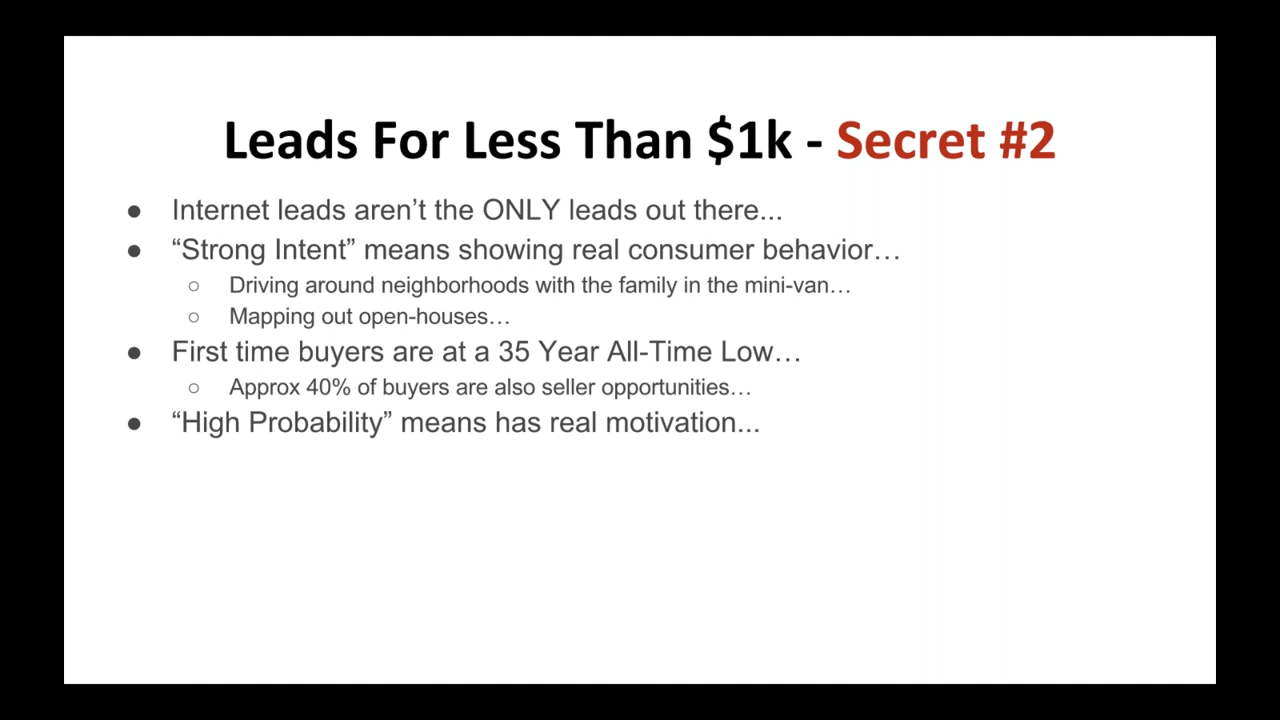 Leads For Less Than $1k - Secret #2
● Internet leads aren’t the ONLY leads out there...
● “Strong Intent” means showing real consumer behavior…
○ Driving around neighborhoods with the family in the mini-van…
○ Mapping out open-houses…
● First time buyers are at a 35 Year All-Time Low…
○ Approx 40% of buyers are also seller opportunities…
● “High Probability” means has real motivation...